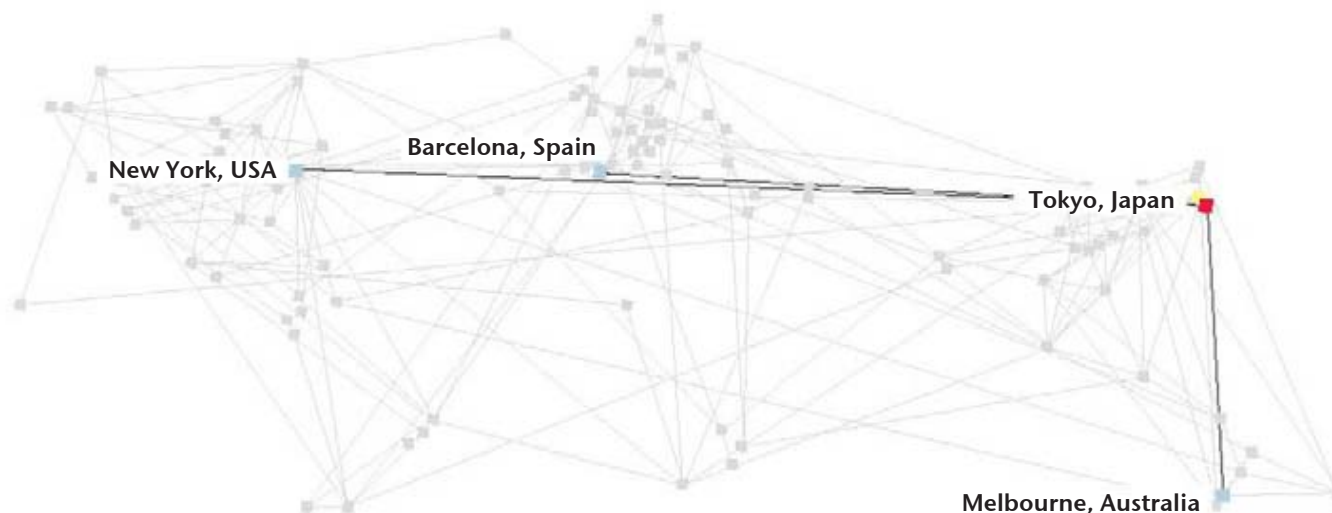 Barcelona, Spain
New York, USA
Tokyo, Japan
Melbourne, Australia